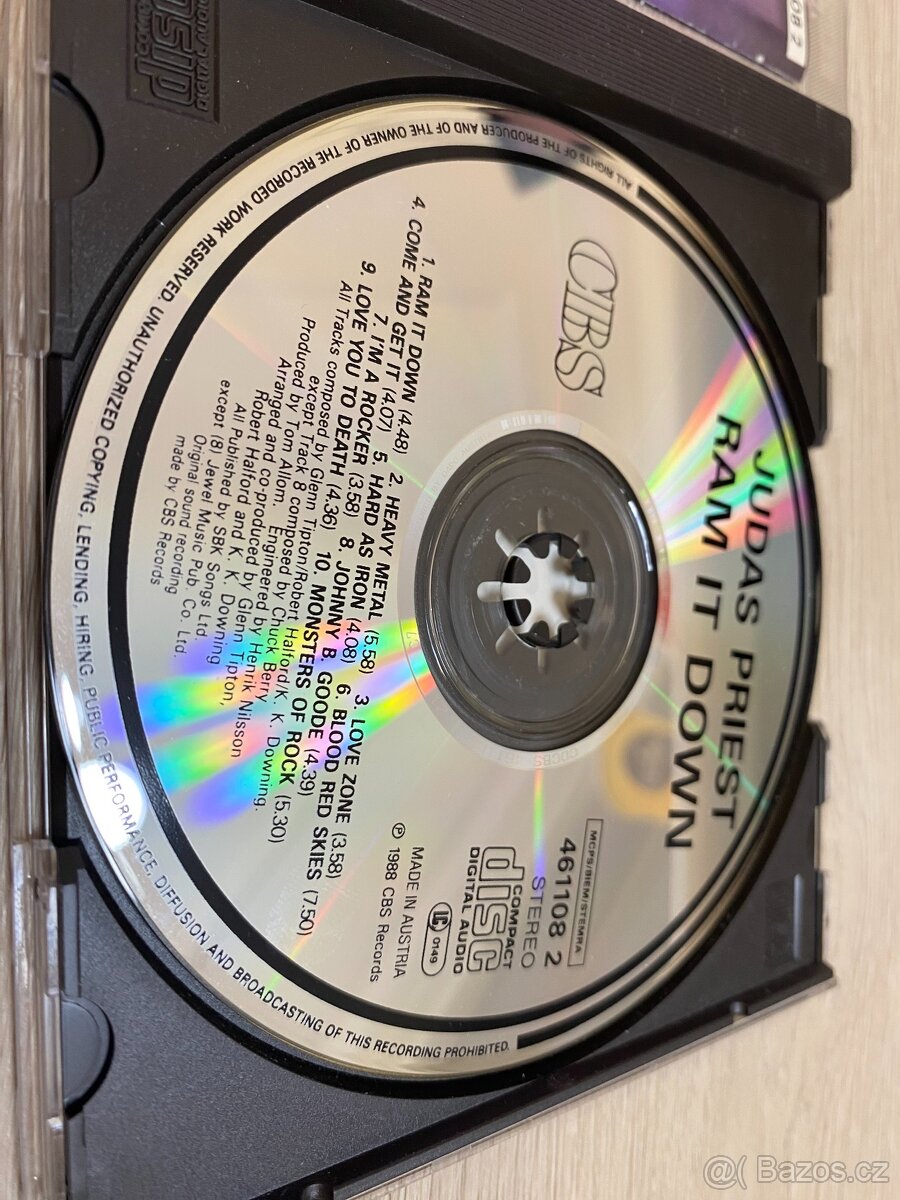 JUDAS PRIEST
RAM IT DOWN
CBS
MCPS/BIEM/STEMRA
461108 2
STEREO
COMPACT
disc
DIGITAL AUDIO
LC 0149
MADE IN AUSTRIA
℗ 1988 CBS Records
1. RAM IT DOWN (4.48) 2. HEAVY METAL (5.58) 3. LOVE ZONE (3.58)
4. COME AND GET IT (4.07) 5. HARD AS IRON (4.08) 6. BLOOD RED SKIES (7.50)
7. I'M A ROCKER (3.58) 8. JOHNNY B. GOODE (4.39)
9. LOVE YOU TO DEATH (4.36) 10. MONSTERS OF ROCK (5.30)
All Tracks composed by Glenn Tipton/Robert Halford/K. K. Downing,
except Track 8 composed by Chuck Berry.
Produced by Tom Allom. Engineered by Henrik Nilsson
Arranged and co-produced by Glenn Tipton,
Robert Halford and K. K. Downing
All Published by SBK Songs Ltd.
except (8) Jewel Music Pub. Co. Ltd.
Original sound recording
made by CBS Records
ALL RIGHTS OF THE PRODUCER AND OF THE OWNER OF THE RECORDED WORK RESERVED. UNAUTHORIZED COPYING, LENDING, HIRING, PUBLIC PERFORMANCE, DIFFUSION AND BROADCASTING OF THIS RECORDING PROHIBITED.
disc
@( Bazos.cz